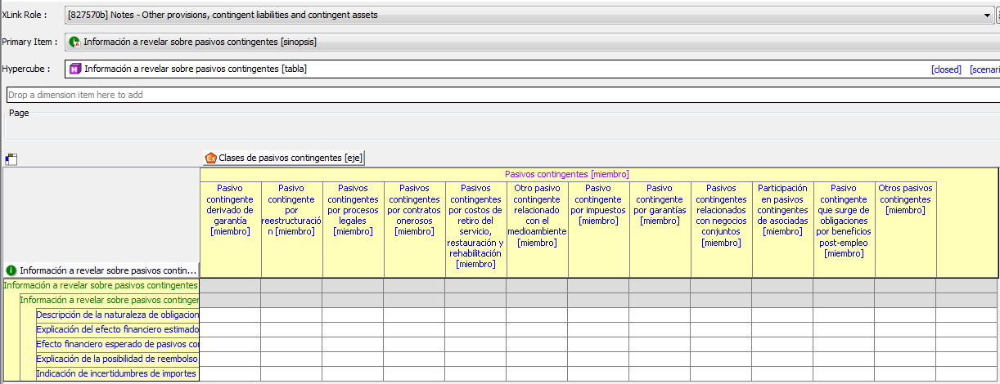 XLink Role :
[827570b] Notes - Other provisions, contingent liabilities and contingent assets
Primary Item :
Información a revelar sobre pasivos contingentes [sinopsis]
Hypercube :
Información a revelar sobre pasivos contingentes [tabla]
[closed] [scenari
Drop a dimension item here to add
Page
Clases de pasivos contingentes [eje]
Pasivos contingentes [miembro]
Pasivo
contingente
derivado de
garantía
[miembro]
Pasivo
contingente
por
reestructuració
n [miembro]
Pasivos
contingentes
por procesos
legales
[miembro]
Pasivos
contingentes
por contratos
onerosos
[miembro]
Pasivos
contingentes
por costos de
retiro del
servicio,
restauración y
rehabilitación
[miembro]
Otro pasivo
contingente
relacionado
con el
medioambiente
[miembro]
Pasivo
contingente
por impuestos
[miembro]
Pasivo
contingente
por garantías
[miembro]
Pasivos
contingentes
relacionados
con negocios
conjuntos
[miembro]
Participación
en pasivos
contingentes
de asociadas
[miembro]
Pasivo
contingente
que surge de
obligaciones
por beneficios
post-empleo
[miembro]
Otros pasivos
contingentes
[miembro]
Información a revelar sobre pasivos contin...
Información a revelar sobre pasivos contingentes
Información a revelar sobre pasivos continger
Descripción de la naturaleza de obligacion
Explicación del efecto financiero estimado
Efecto financiero esperado de pasivos co
Explicación de la posibilidad de reembolso
Indicación de incertidumbres de importes